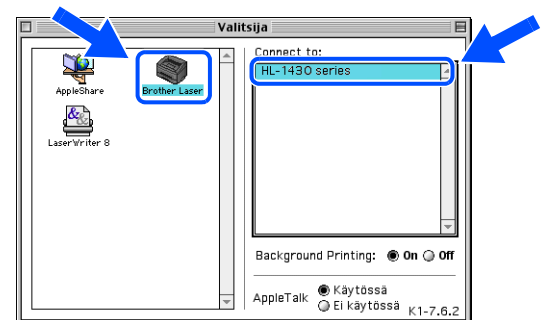 Valitsija
AppleShare
Brother Laser
LaserWriter 8
Connect to:
HL-1430 series
Background Printing: On Off
AppleTalk
Käytössä
Ei käytössä
K1-7.6.2